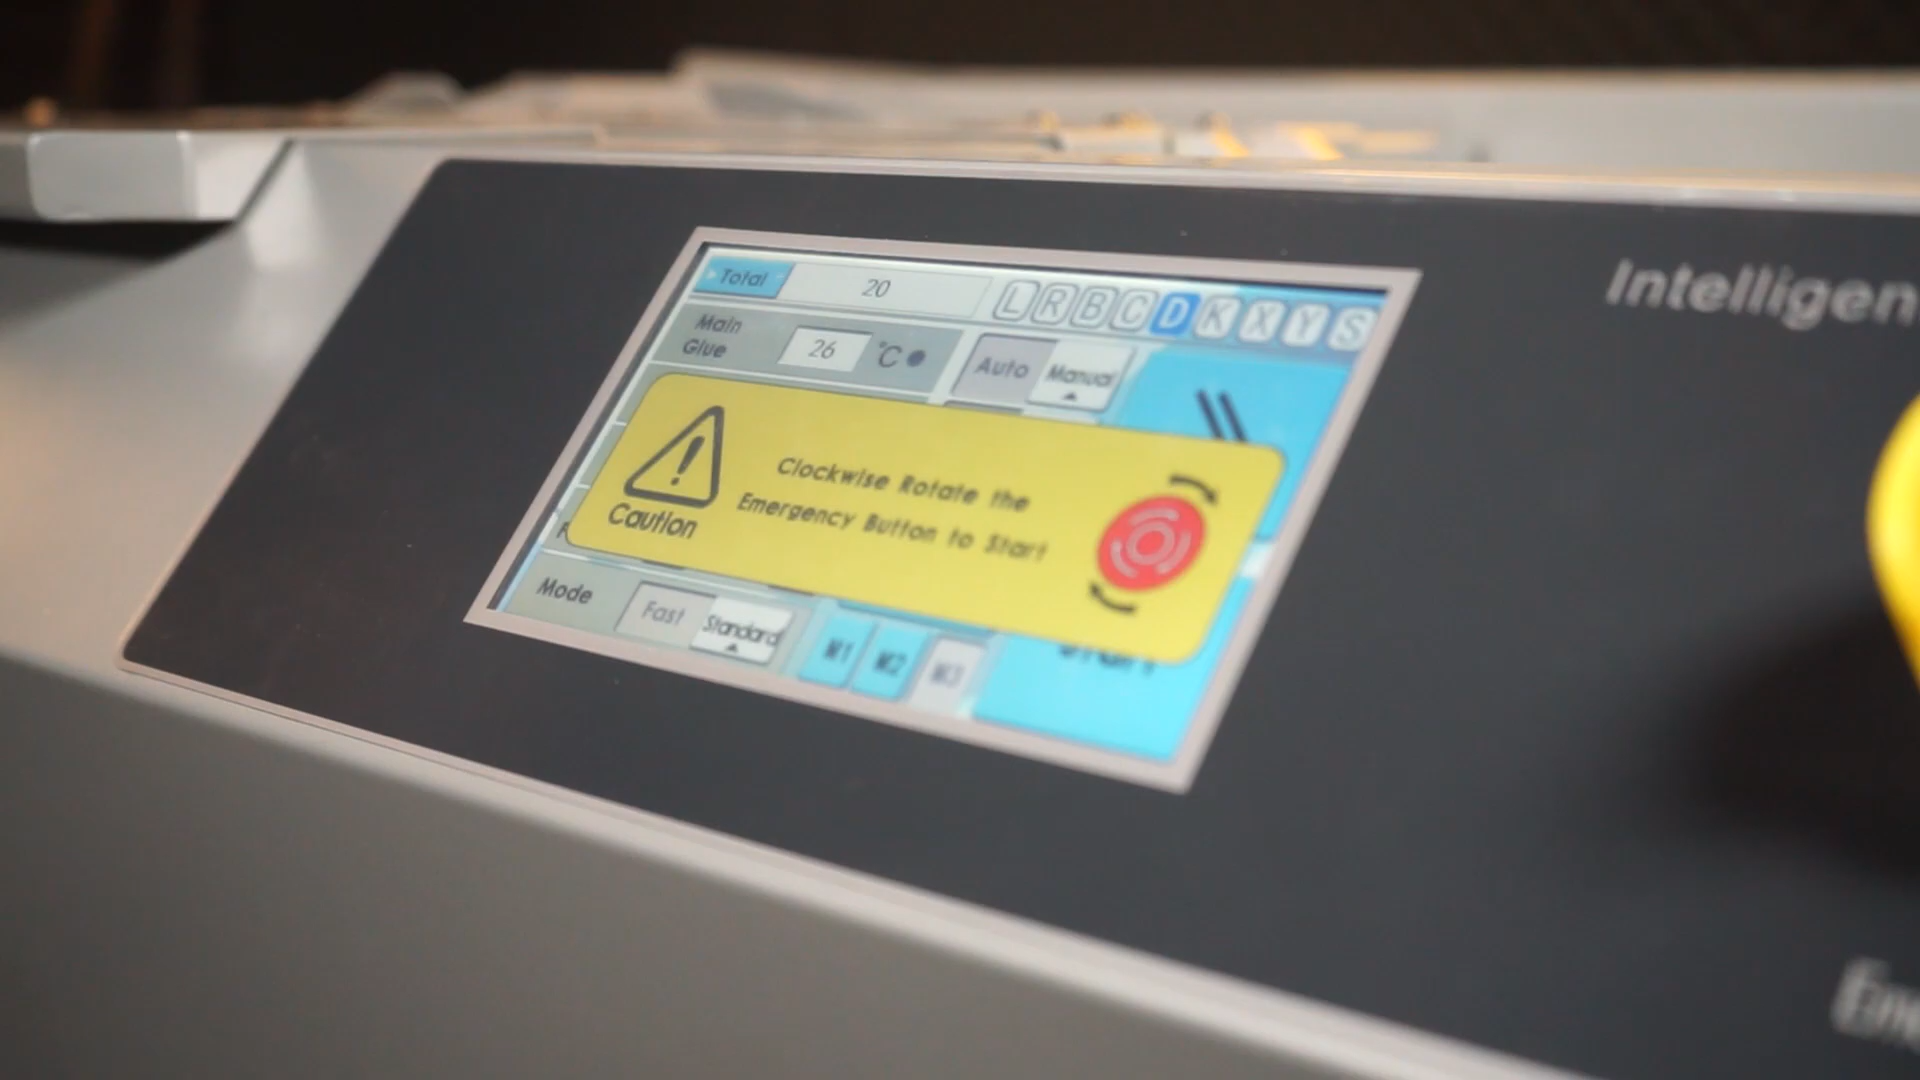 Total 20 L R B C D K X Y S
Intelligen
Main
Glue 26 °C Auto Manual
Caution
Clockwise Rotate the
Emergency Button to Start
Mode Fast Standard M1 M2 M3